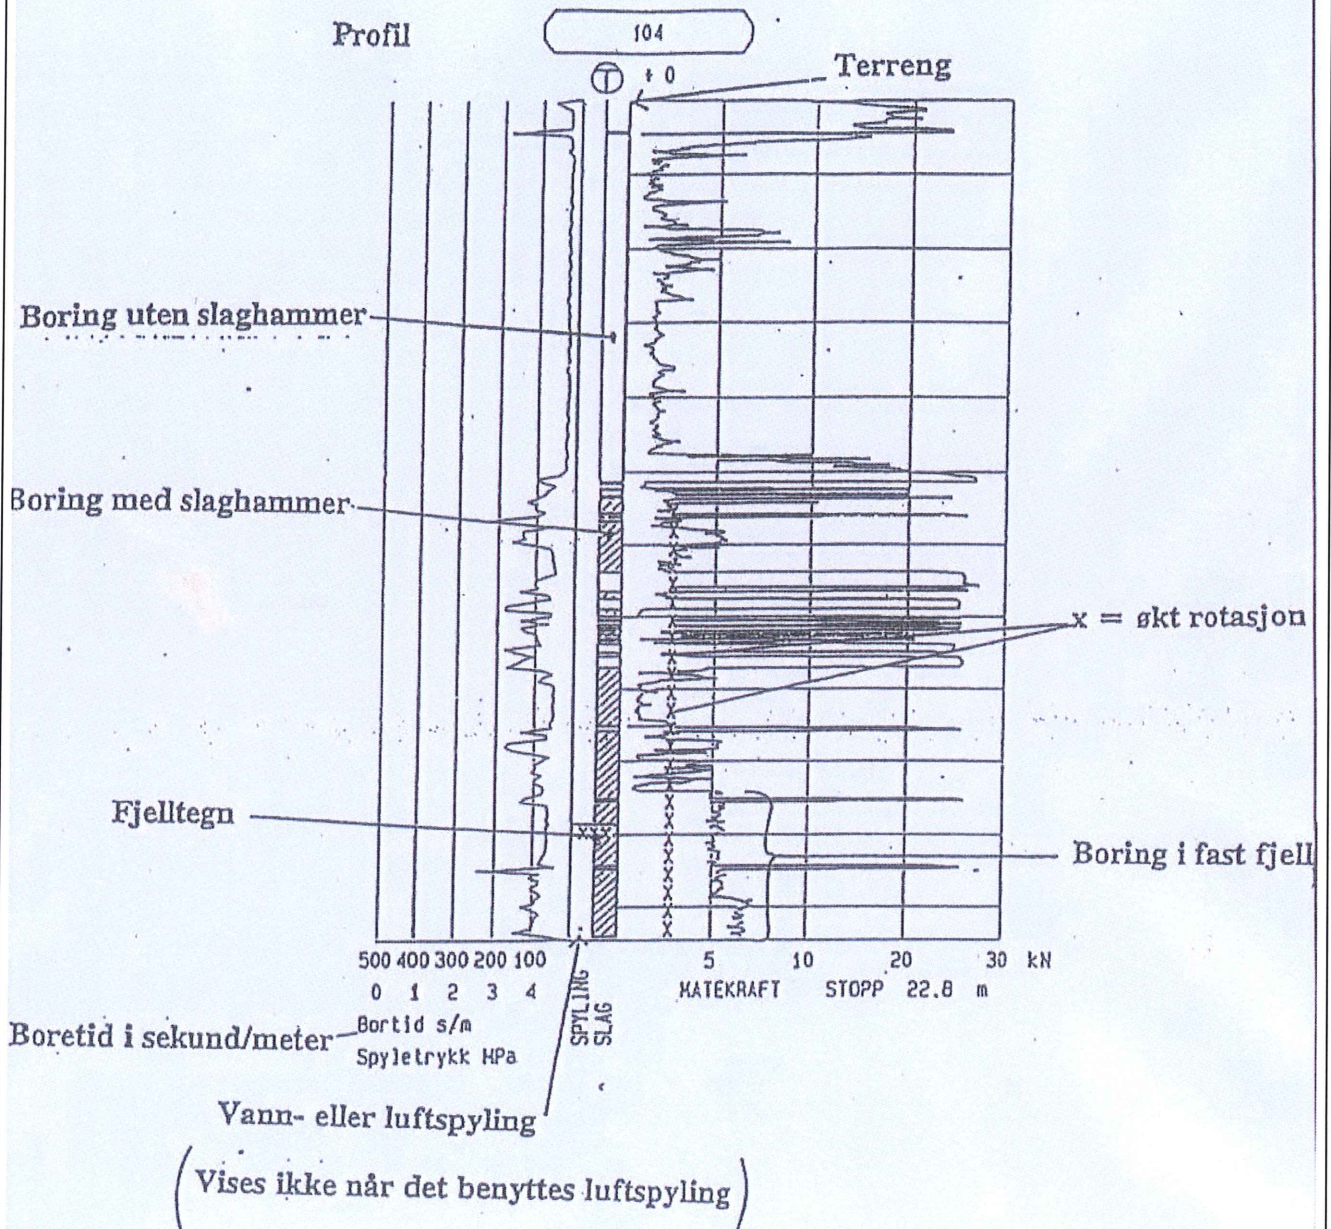 Profil
104
T + 0
Terreng
Boring uten slaghammer
Boring med slaghammer
x = økt rotasjon
Fjelltegn
xxx
Boring i fast fjell
500 400 300 200 100
5 10 20 30 kN
0 1 2 3 4
MATEKRAFT STOPP 22.8 m
SPYLING
SLAG
Boretid i sekund/meter
Bortid s/m
Spyletrykk MPa
Vann- eller luftspyling
(Vises ikke når det benyttes luftspyling)